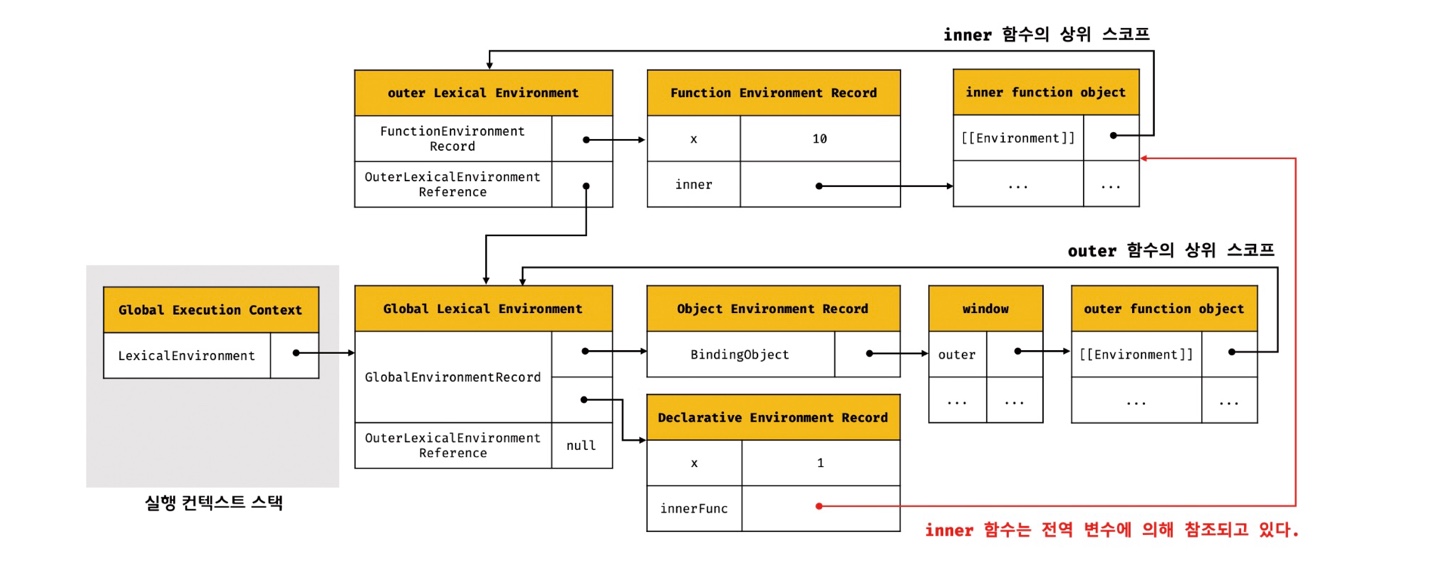 inner 함수의 상위 스코프
outer Lexical Environment
FunctionEnvironment
Record
OuterLexicalEnvironment
Reference
Function Environment Record
x
10
inner
inner function object
[[Environment]]
...
...
outer 함수의 상위 스코프
Global Execution Context
LexicalEnvironment
실행 컨텍스트 스택
Global Lexical Environment
GlobalEnvironmentRecord
OuterLexicalEnvironment
Reference
null
Object Environment Record
BindingObject
window
outer
...
...
outer function object
[[Environment]]
...
...
Declarative Environment Record
x
1
innerFunc
inner 함수는 전역 변수에 의해 참조되고 있다.